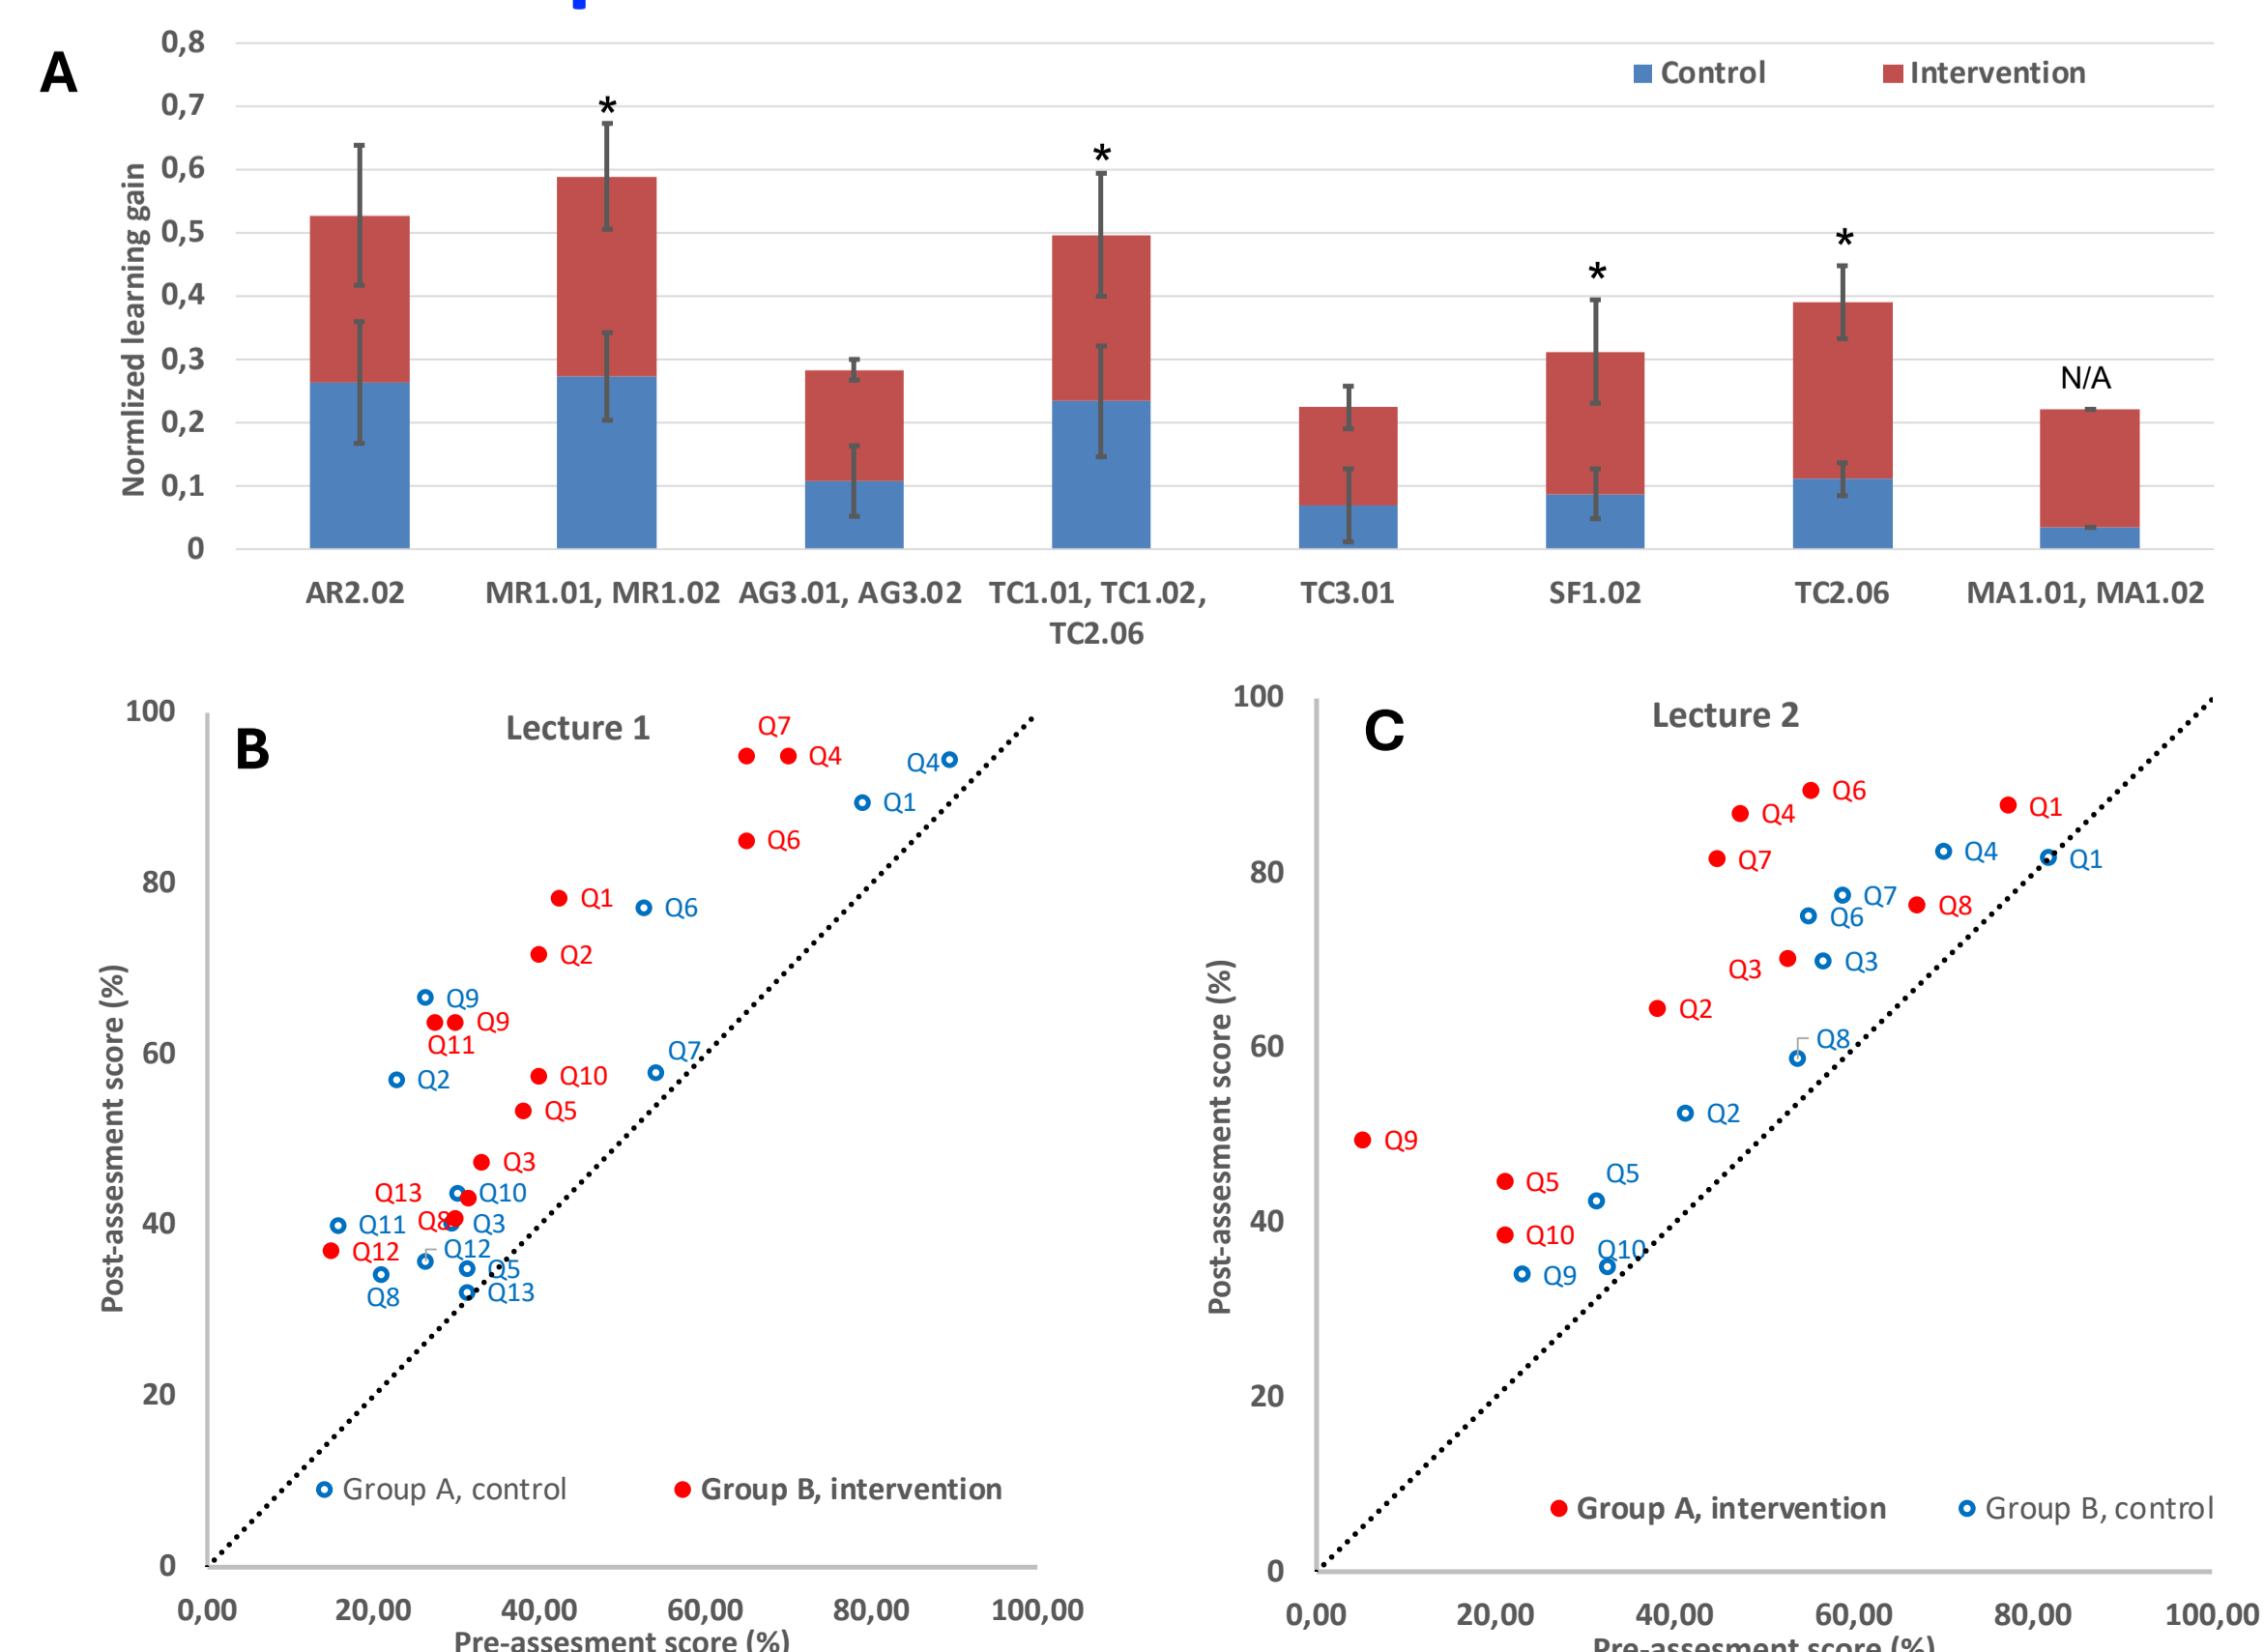 A
0,8
0,7
0,6
0,5
0,4
0,3
0,2
0,1
0
Normlized learning gain
Control
Intervention
*
*
*
*
N/A
AR2.02
MR1.01, MR1.02
AG3.01, AG3.02
TC1.01, TC1.02,
TC2.06
TC3.01
SF1.02
TC2.06
MA1.01, MA1.02
B
Lecture 1
100
80
60
40
20
0
Post-assesment score (%)
Q7
Q4
Q4
Q1
Q6
Q1
Q6
Q2
Q9
Q9
Q11
Q7
Q2
Q10
Q5
Q3
Q13
Q10
Q11
Q8
Q3
Q12
Q12
Q5
Q8
Q13
Group A, control
Group B, intervention
0,00
20,00
40,00
60,00
80,00
100,00
Pre-assesment score (%)
C
Lecture 2
100
80
60
40
20
0
Post-assesment score (%)
Q6
Q1
Q4
Q4
Q7
Q1
Q7
Q8
Q6
Q3
Q3
Q2
Q8
Q2
Q9
Q5
Q5
Q10
Q10
Q9
Group A, intervention
Group B, control
0,00
20,00
40,00
60,00
80,00
100,00
Pre-assesment score (%)